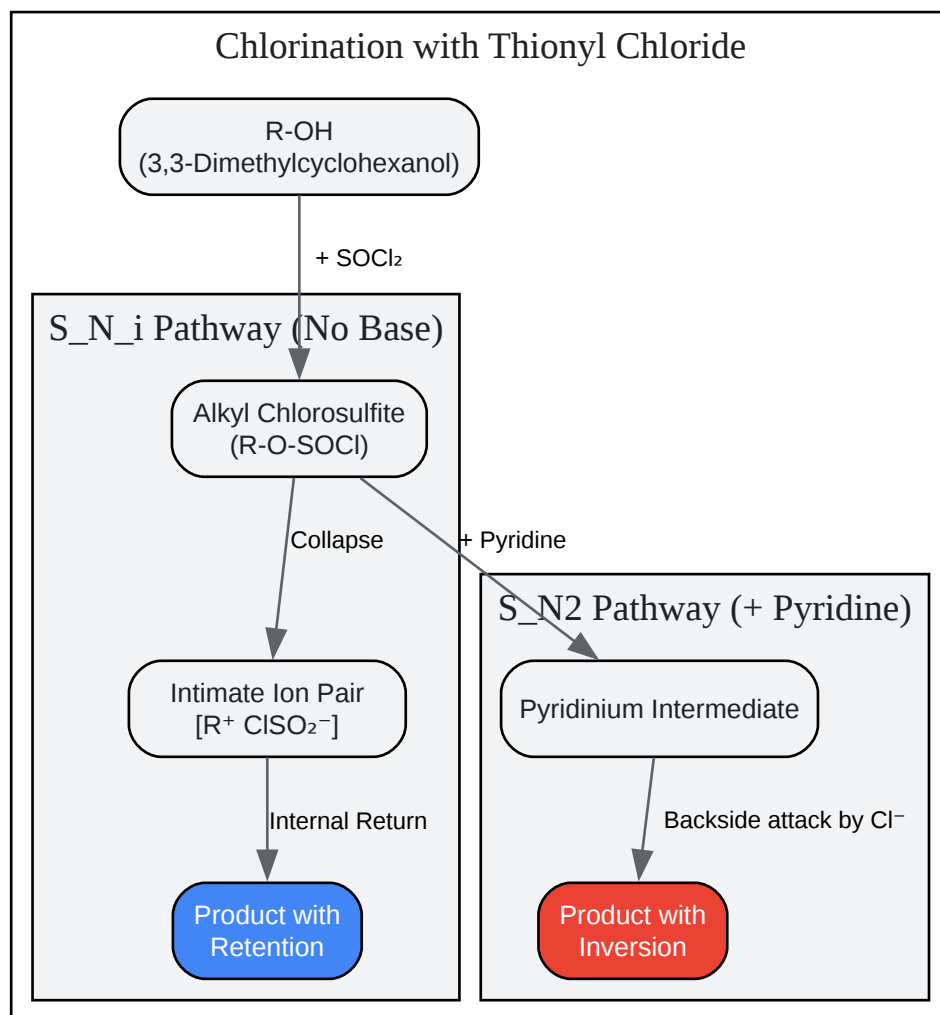 Chlorination with Thionyl Chloride
R-OH
(3,3-Dimethylcyclohexanol)
+ SOCl₂
S_N_i Pathway (No Base)
Alkyl Chlorosulfite
(R-O-SOCl)
Collapse
+ Pyridine
S_N2 Pathway (+ Pyridine)
Intimate Ion Pair
[R⁺ ClSO₂⁻]
Pyridinium Intermediate
Internal Return
Backside attack by Cl⁻
Product with
Retention
Product with
Inversion